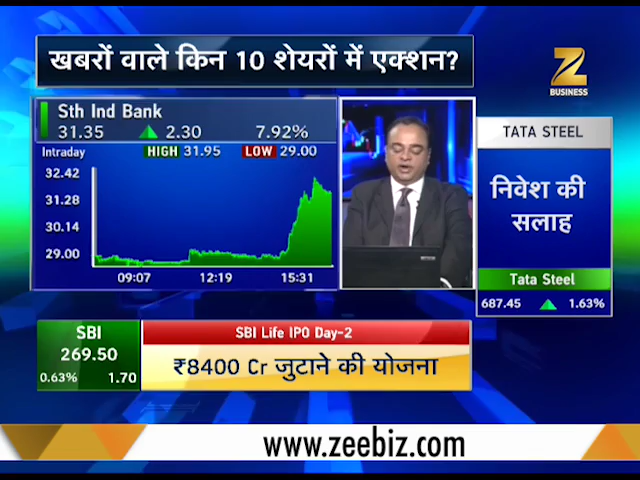 खबरों वाले किन 10 शेयरों में एक्शन?
Z
BUSINESS
Sth Ind Bank
31.35 2.30 7.92%
Intraday HIGH 31.95 LOW 29.00
32.42
31.28
30.14
29.00
09:07 12:19 15:31
TATA STEEL
निवेश की
सलाह
Tata Steel
687.45 1.63%
SBI
269.50
0.63% 1.70
SBI Life IPO Day-2
₹8400 Cr जुटाने की योजना
www.zeebiz.com